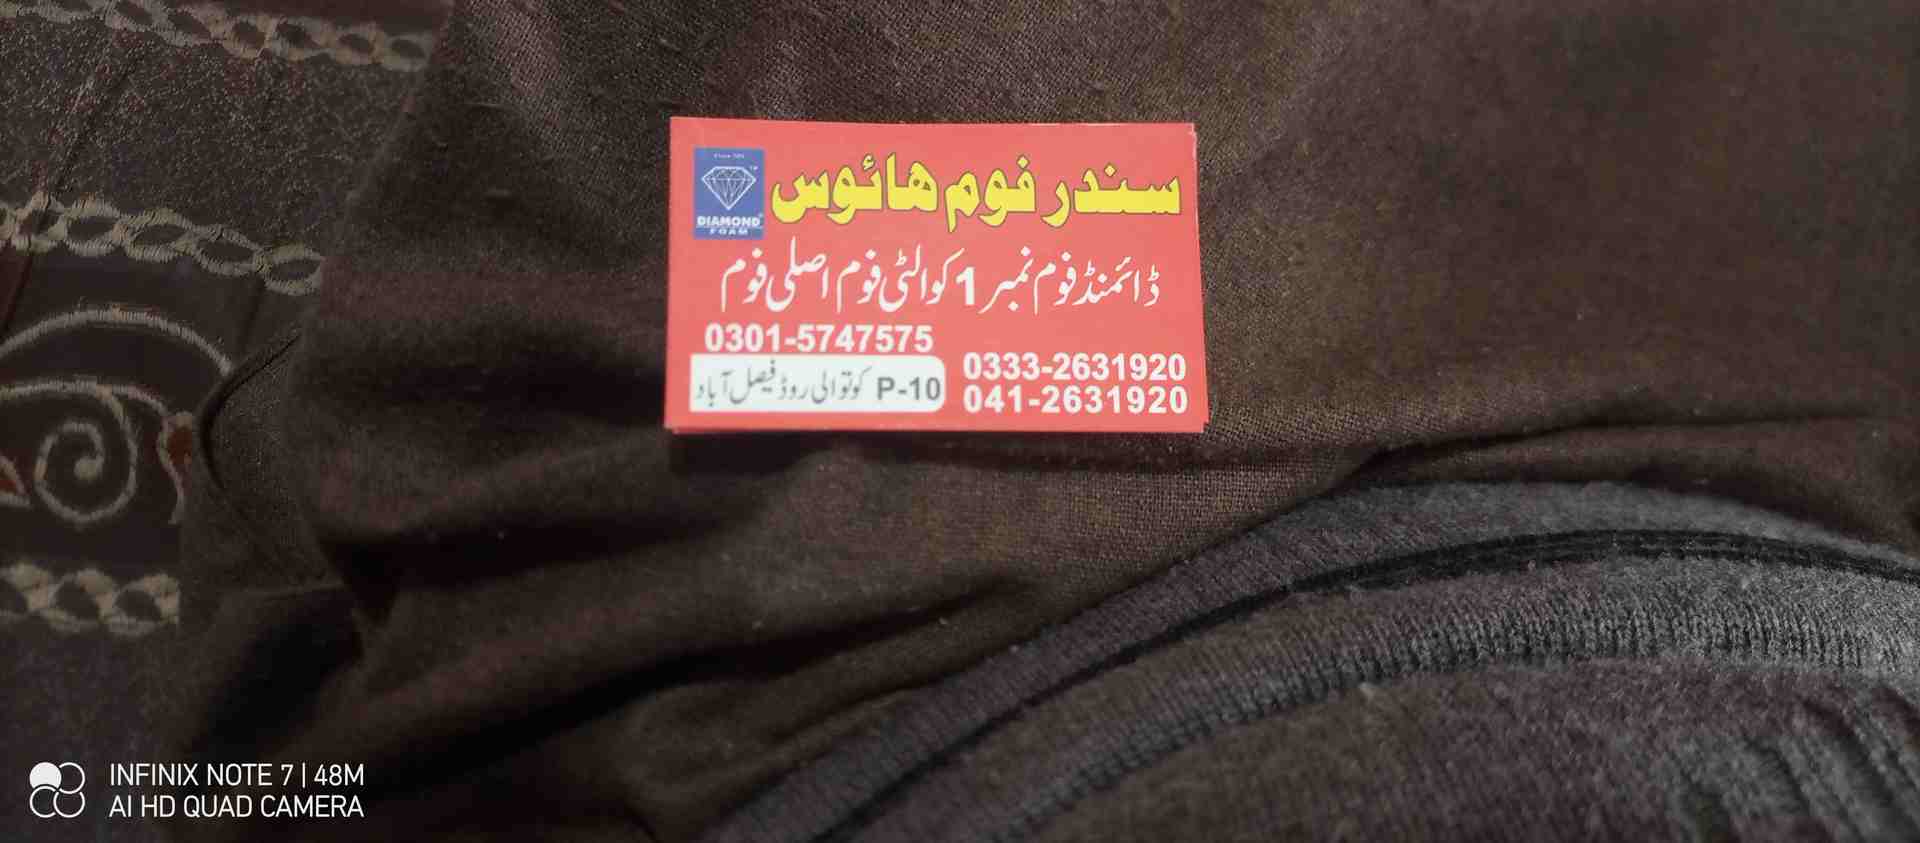 سندر فوم ھائوس
DIAMOND
FOAM
ڈائمنڈ فوم نمبر 1 کوالٹی فوم اصلی فوم
0301-5747575
0333-2631920
P-10 کوتوالی روڈ فیصل آباد
041-2631920
INFINIX NOTE 7 | 48M
AI HD QUAD CAMERA